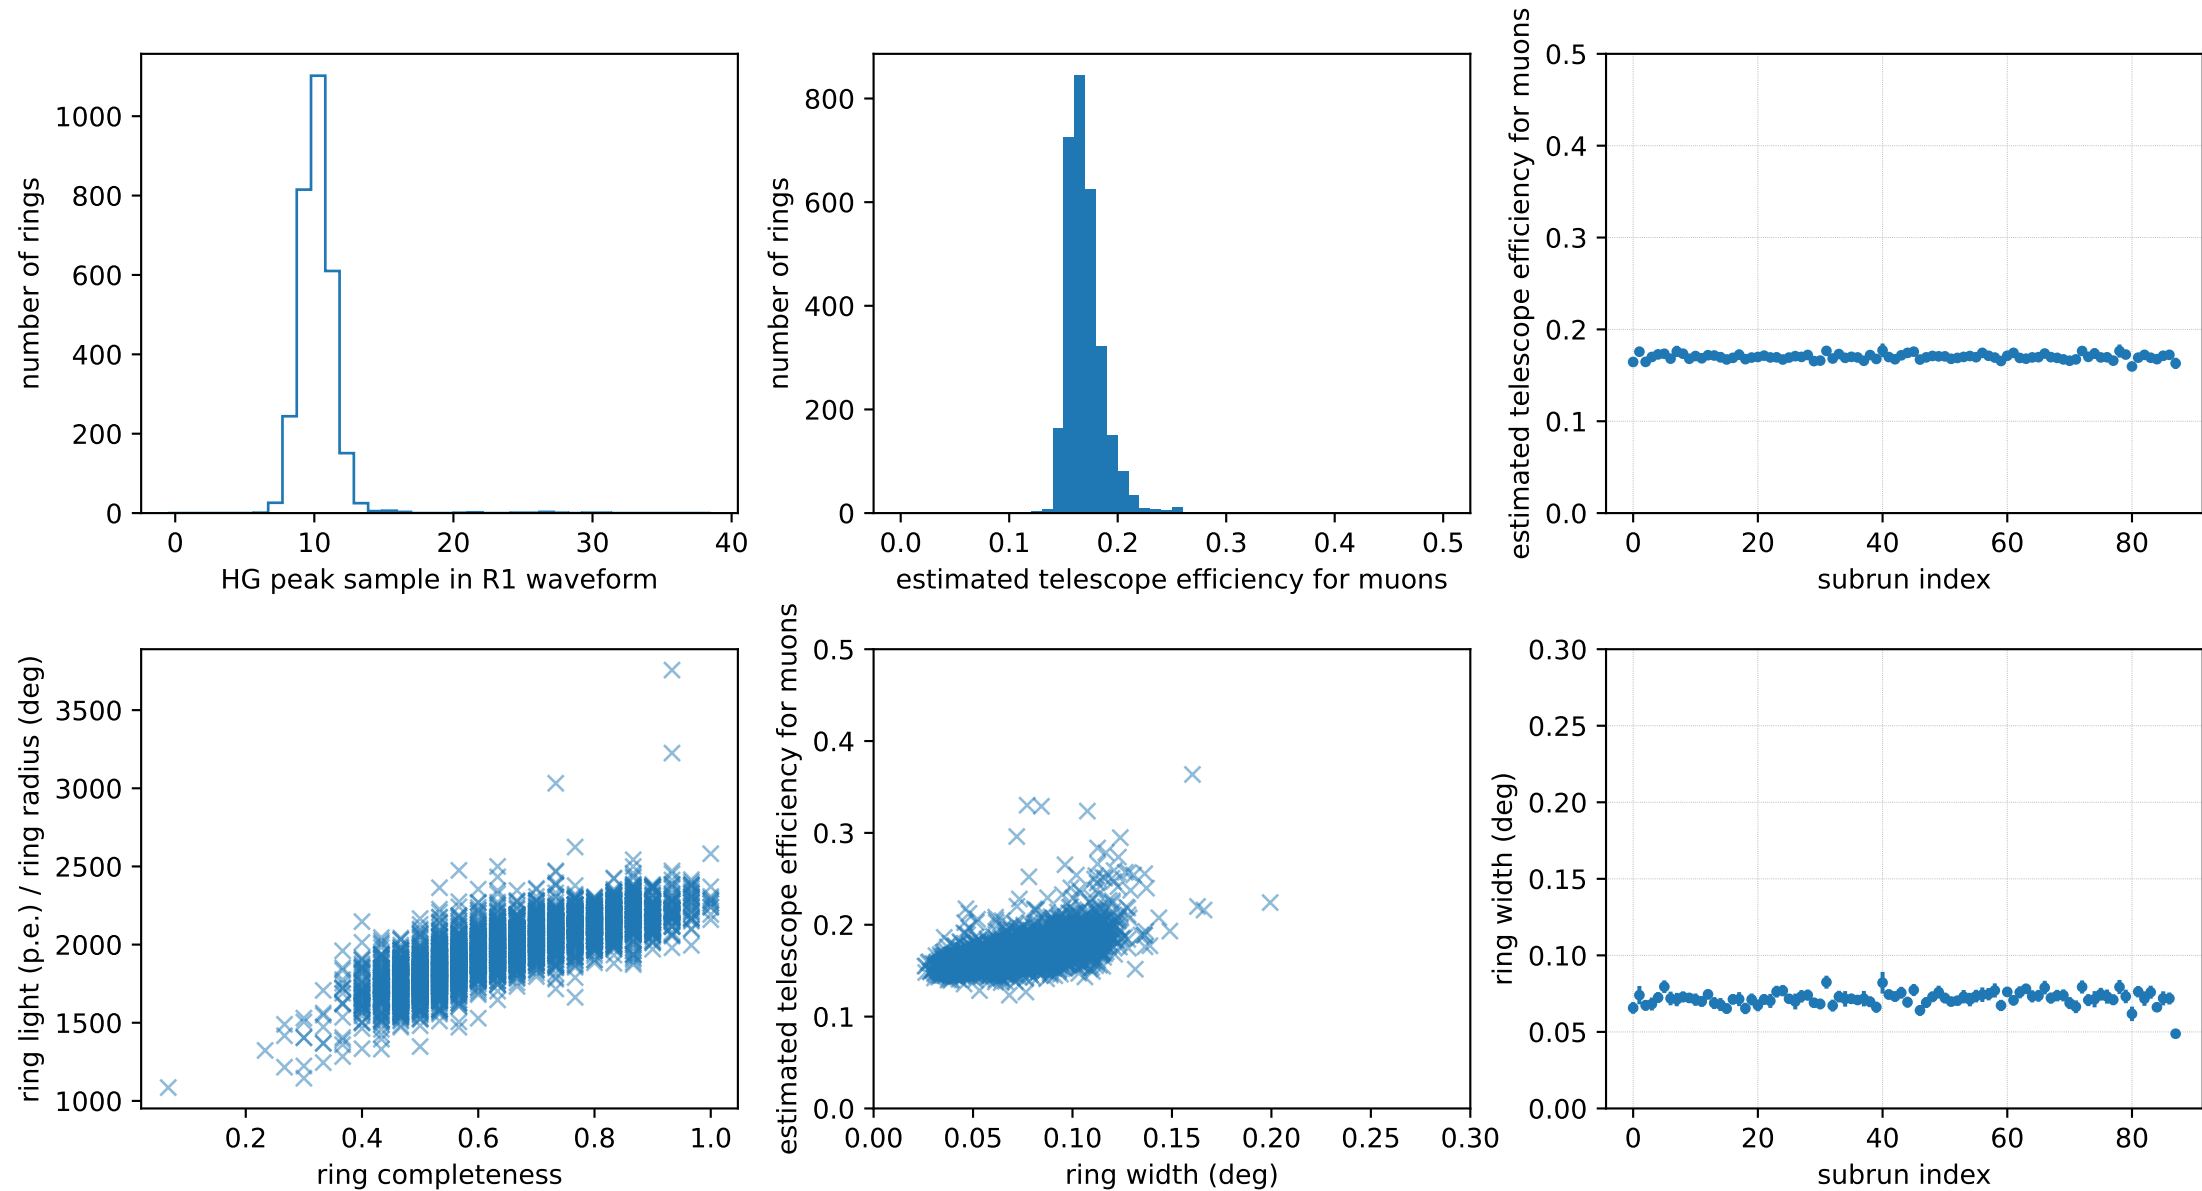 number of rings
1000
800
600
400
200
0
0 10 20 30 40
HG peak sample in R1 waveform
number of rings
800
600
400
200
0
0.0 0.1 0.2 0.3 0.4 0.5
estimated telescope efficiency for muons
estimated telescope efficiency for muons
0.5
0.4
0.3
0.2
0.1
0.0
0 20 40 60 80
subrun index
ring light (p.e.) / ring radius (deg)
3500
3000
2500
2000
1500
1000
0.2 0.4 0.6 0.8 1.0
ring completeness
estimated telescope efficiency for muons
0.5
0.4
0.3
0.2
0.1
0.0
0.00 0.05 0.10 0.15 0.20 0.25 0.30
ring width (deg)
ring width (deg)
0.30
0.25
0.20
0.15
0.10
0.05
0.00
0 20 40 60 80
subrun index